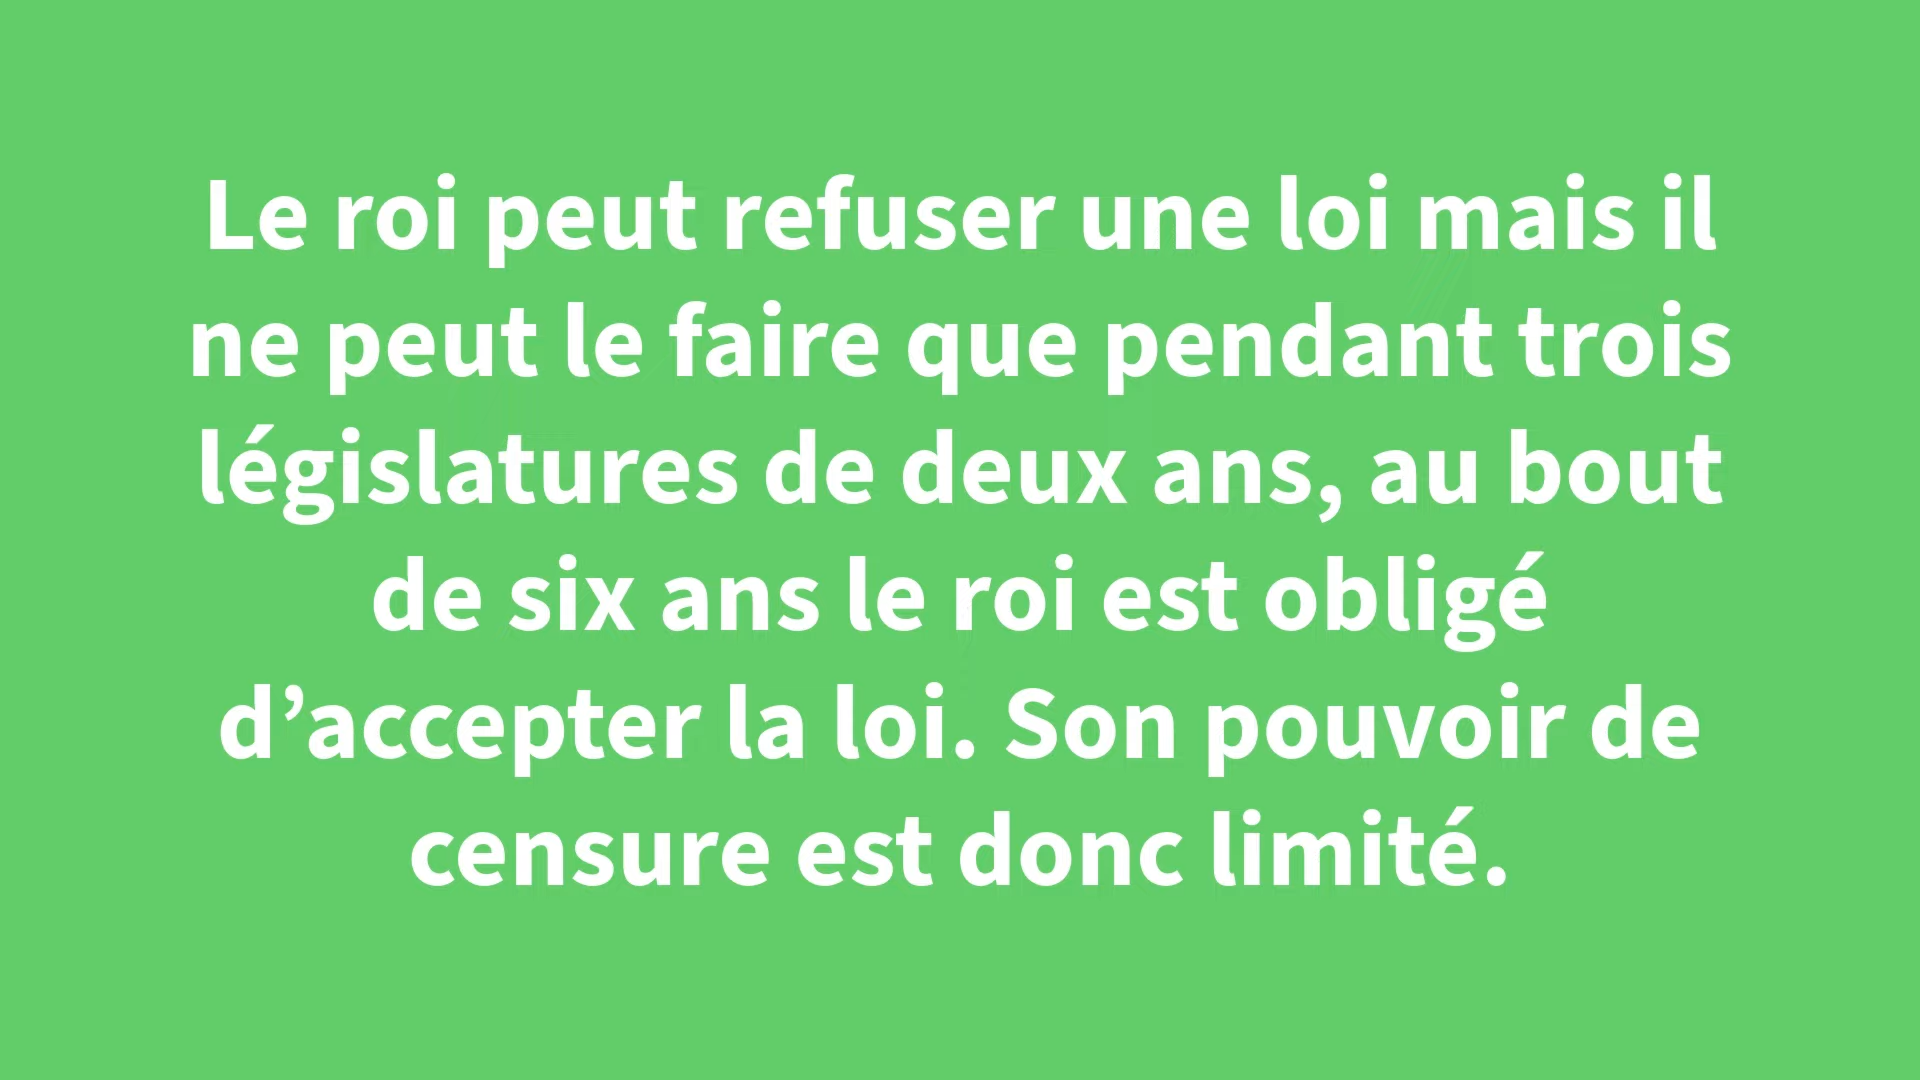 Le roi peut refuser une loi mais il
ne peut le faire que pendant trois
législatures de deux ans, au bout
de six ans le roi est obligé
d’accepter la loi. Son pouvoir de
censure est donc limité.